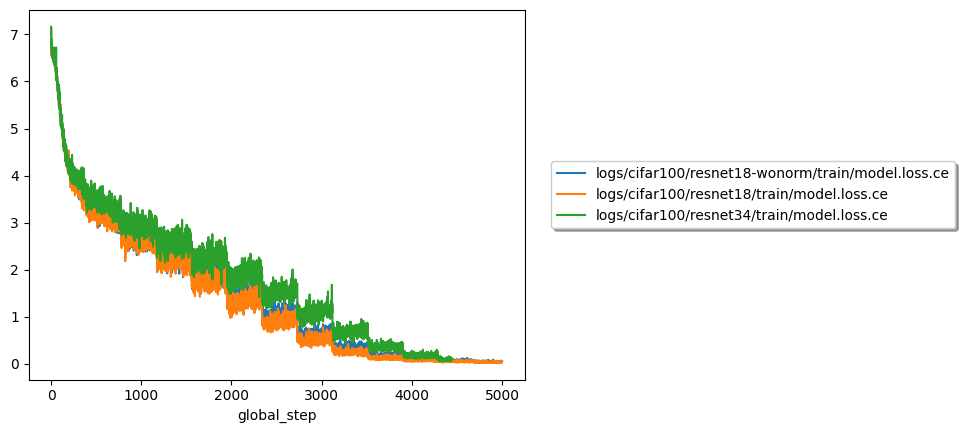 7
6
5
4
3
2
1
0
0 1000 2000 3000 4000 5000
global_step
logs/cifar100/resnet18-wonorm/train/model.loss.ce
logs/cifar100/resnet18/train/model.loss.ce
logs/cifar100/resnet34/train/model.loss.ce